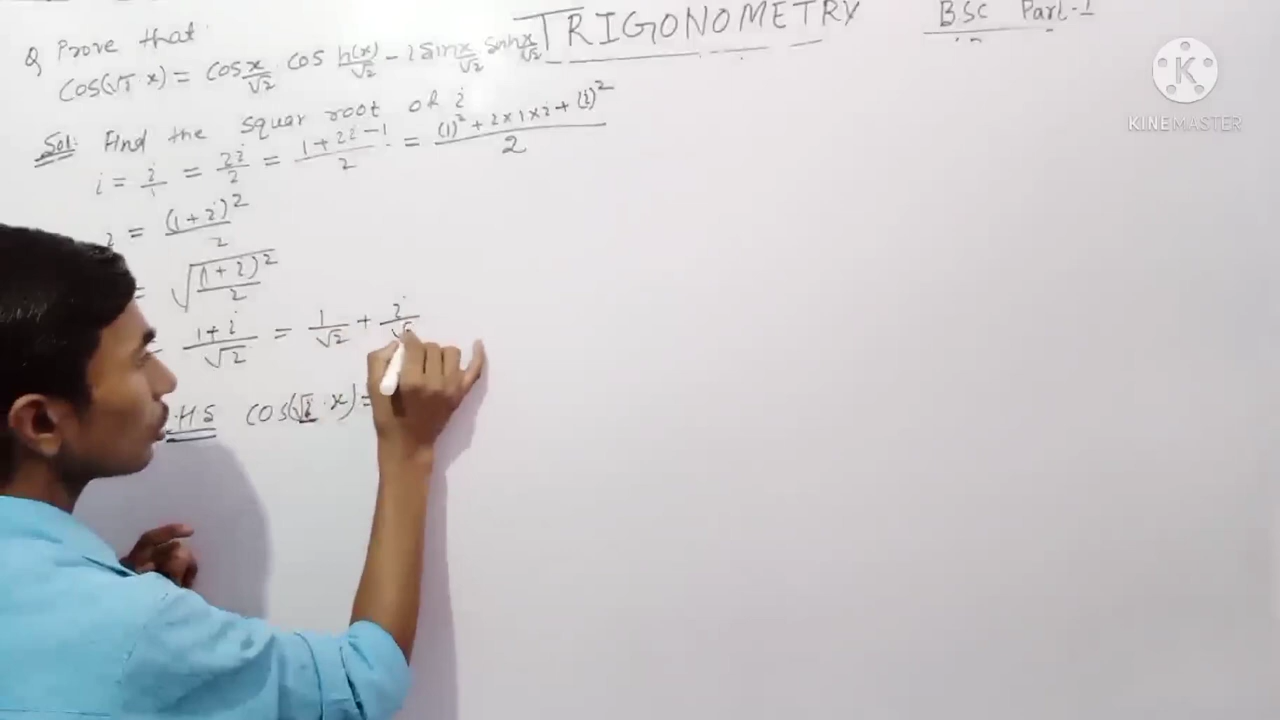 TRIGONOMETRY
BSC Part-I
Q Prove that
cos(√i x) = cos x/√2 · cos h(x)/√2 - i sin x/√2 sinh x/√2
Sol: Find the squar root of i
i = i/1 = 2i/2 = 1+2i-1/2 = (1)²+2×1×i+(i)²/2
i = (1+i)²/2
= √(1+i)²/2
= 1+i/√2 = 1/√2 + i/√2
.H.S cos(√i·x)=
K
KINEMASTER